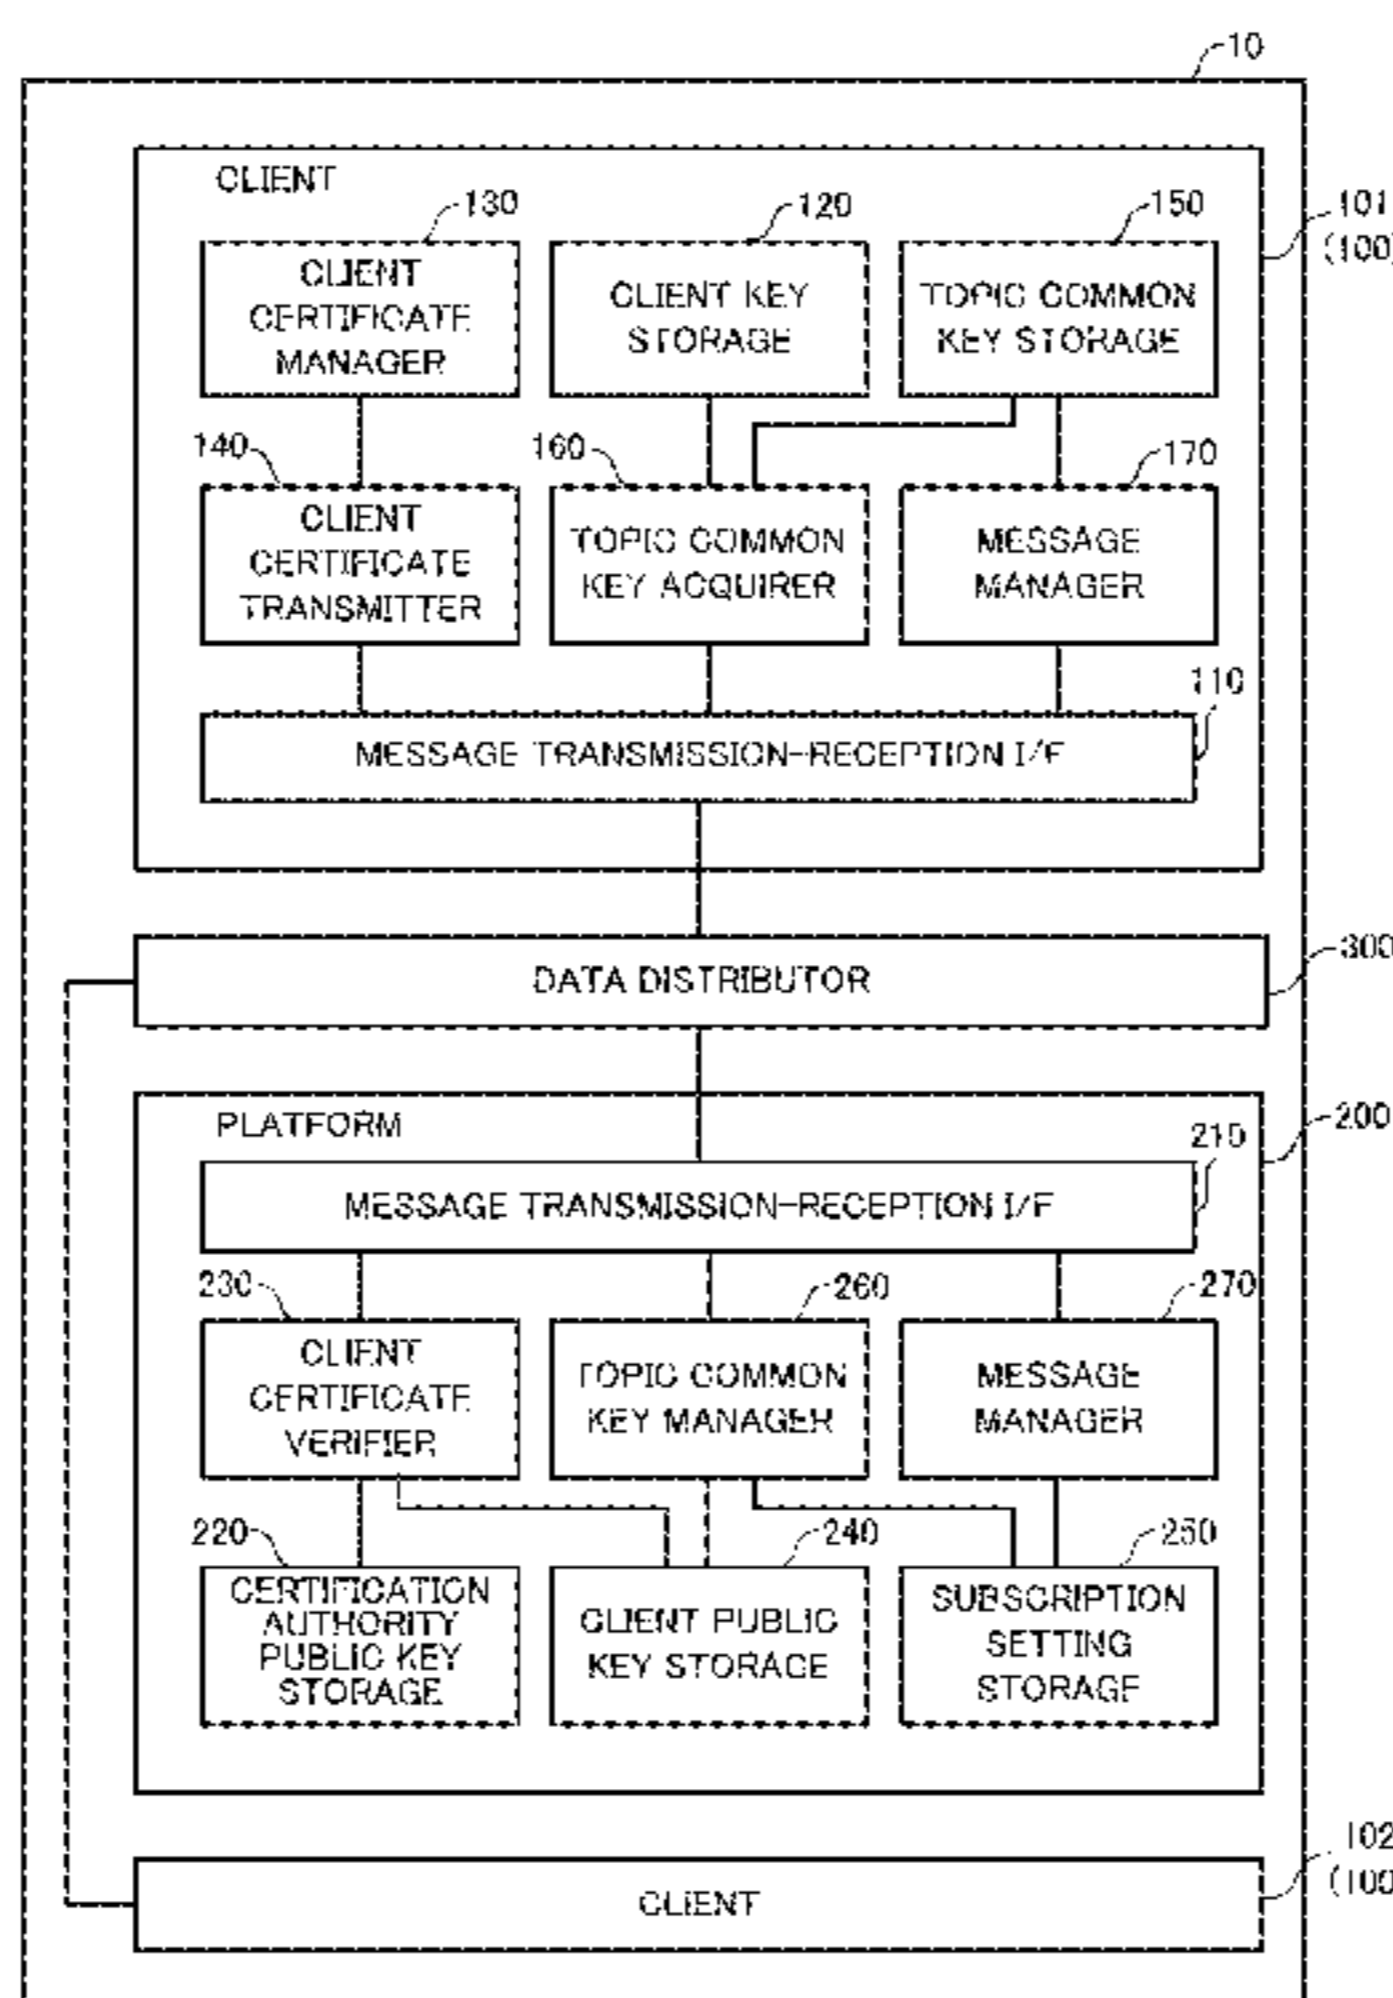 10
CLIENT
130
120
150
101
(100)
CLIENT
CERTIFICATE
MANAGER
CLIENT KEY
STORAGE
TOPIC COMMON
KEY STORAGE
140
160
170
CLIENT
CERTIFICATE
TRANSMITTER
TOPIC COMMON
KEY ACQUIRER
MESSAGE
MANAGER
110
MESSAGE TRANSMISSION-RECEPTION I/F
300
DATA DISTRIBUTOR
PLATFORM
200
210
MESSAGE TRANSMISSION-RECEPTION I/F
230
260
270
CLIENT
CERTIFICATE
VERIFIER
TOPIC COMMON
KEY MANAGER
MESSAGE
MANAGER
220
240
250
CERTIFICATION
AUTHORITY
PUBLIC KEY
STORAGE
CLIENT PUBLIC
KEY STORAGE
SUBSCRIPTION
SETTING
STORAGE
102
(100
CLIENT